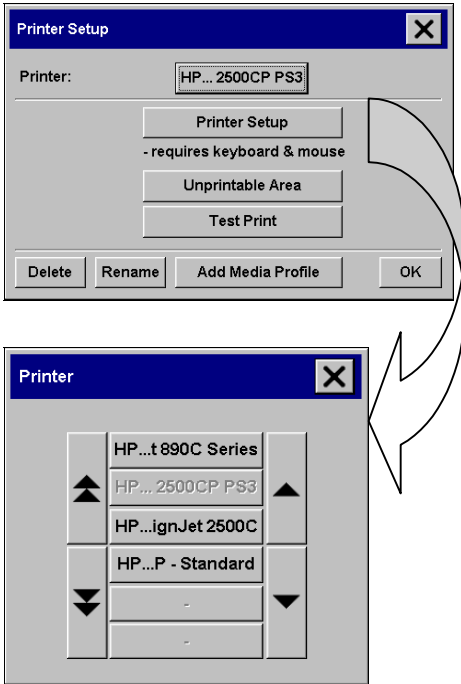 Printer Setup
Printer: HP... 2500CP PS3
Printer Setup
- requires keyboard & mouse
Unprintable Area
Test Print
Delete Rename Add Media Profile OK
Printer
HP...t 890C Series
HP... 2500CP PS3
HP...ignJet 2500C
HP...P - Standard
-
-